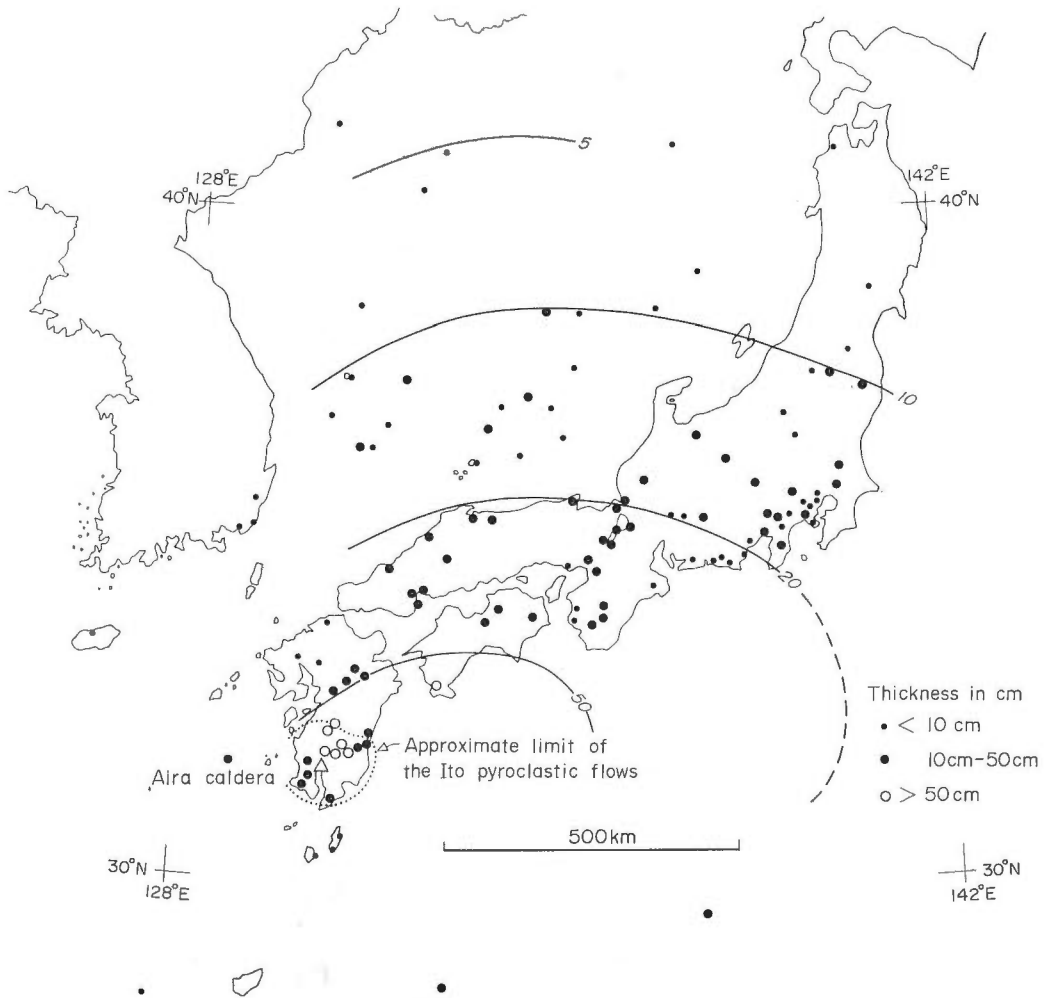 5
128°E
40°N
142°E
40°N
10
20
50
Thickness in cm
< 10 cm
10cm-50cm
> 50cm
Approximate limit of
the Ito pyroclastic flows
Aira caldera
500km
30°N
128°E
30°N
142°E